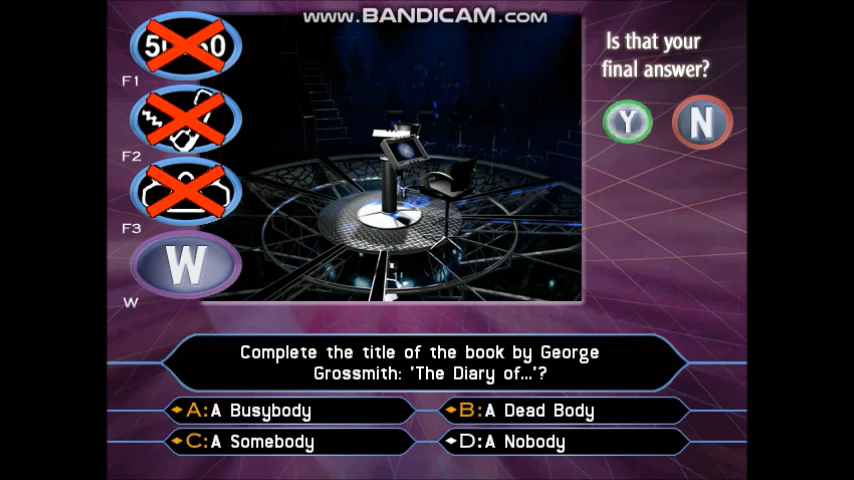 www.BANDICAM.com
Is that your
final answer?
F1
Y
N
F2
F3
W
W
Complete the title of the book by George
Grossmith: 'The Diary of...'?
A:A Busybody
B:A Dead Body
C:A Somebody
D:A Nobody